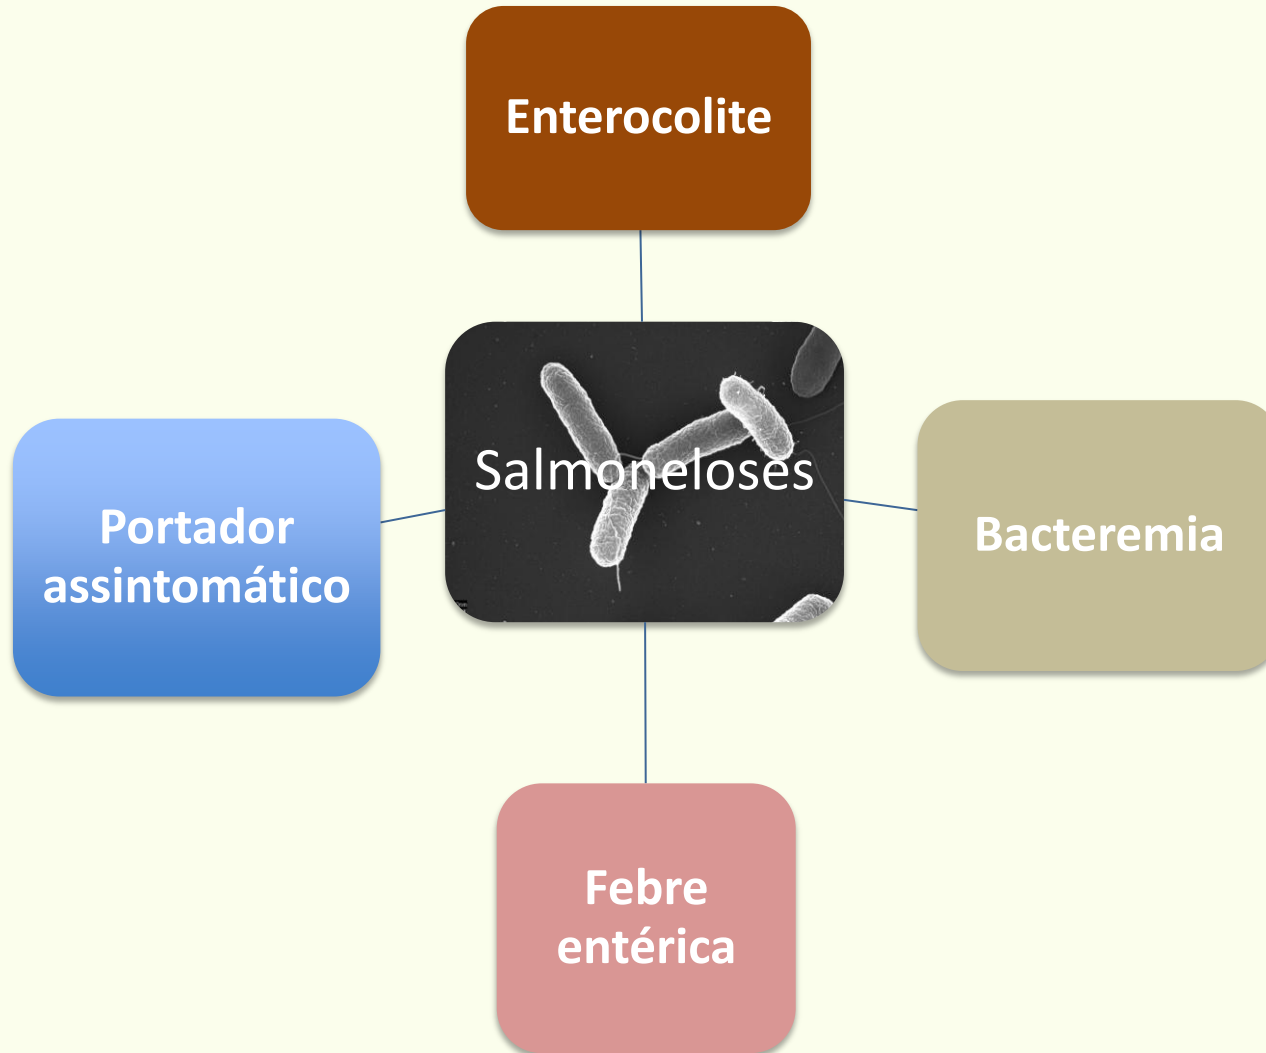 Enterocolite
Salmoneloses
Portador
assintomático
Bacteremia
Febre
entérica